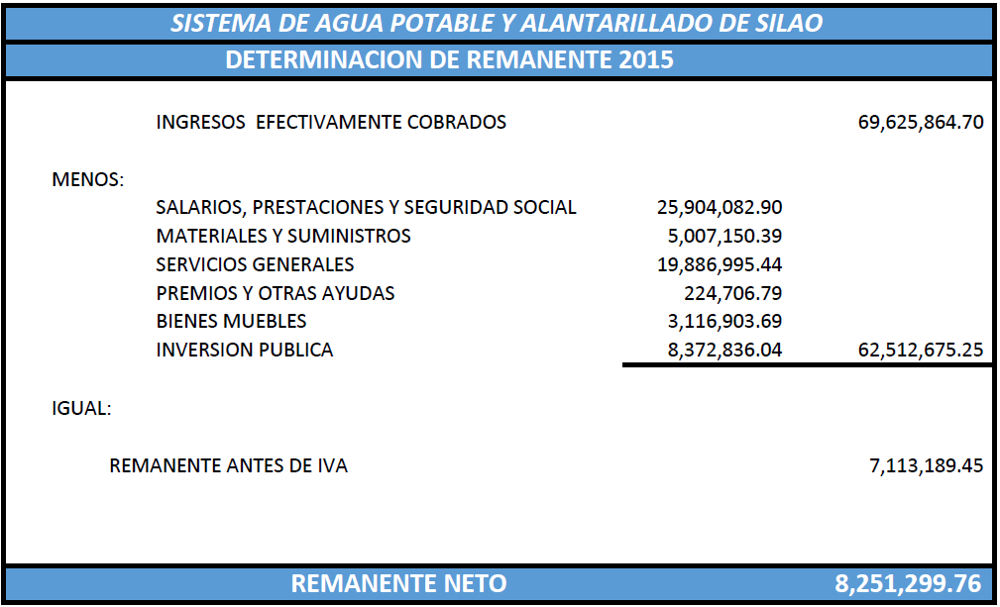 SISTEMA DE AGUA POTABLE Y ALANTARILLADO DE SILAO
DETERMINACION DE REMANENTE 2015
INGRESOS EFECTIVAMENTE COBRADOS 69,625,864.70
MENOS:
SALARIOS, PRESTACIONES Y SEGURIDAD SOCIAL 25,904,082.90
MATERIALES Y SUMINISTROS 5,007,150.39
SERVICIOS GENERALES 19,886,995.44
PREMIOS Y OTRAS AYUDAS 224,706.79
BIENES MUEBLES 3,116,903.69
INVERSION PUBLICA 8,372,836.04 62,512,675.25
IGUAL:
REMANENTE ANTES DE IVA 7,113,189.45
REMANENTE NETO 8,251,299.76